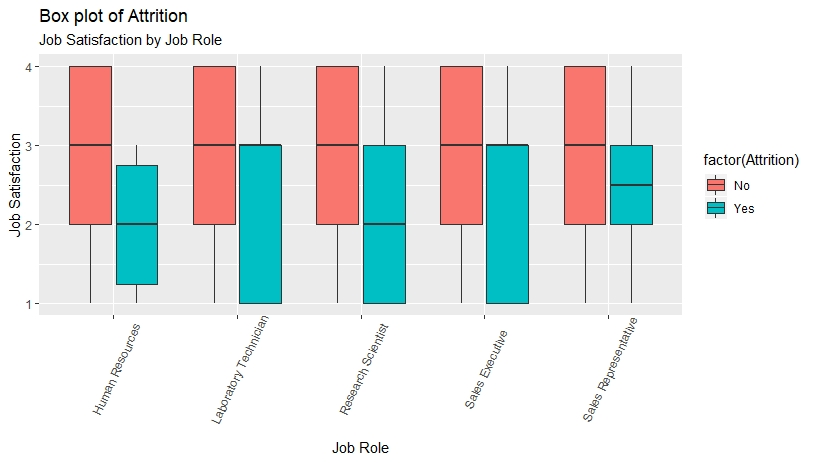 Box plot of Attrition
Job Satisfaction by Job Role
Job Satisfaction
4
3
2
1
Human Resources
Laboratory Technician
Research Scientist
Sales Executive
Sales Representative
Job Role
factor(Attrition)
No
Yes